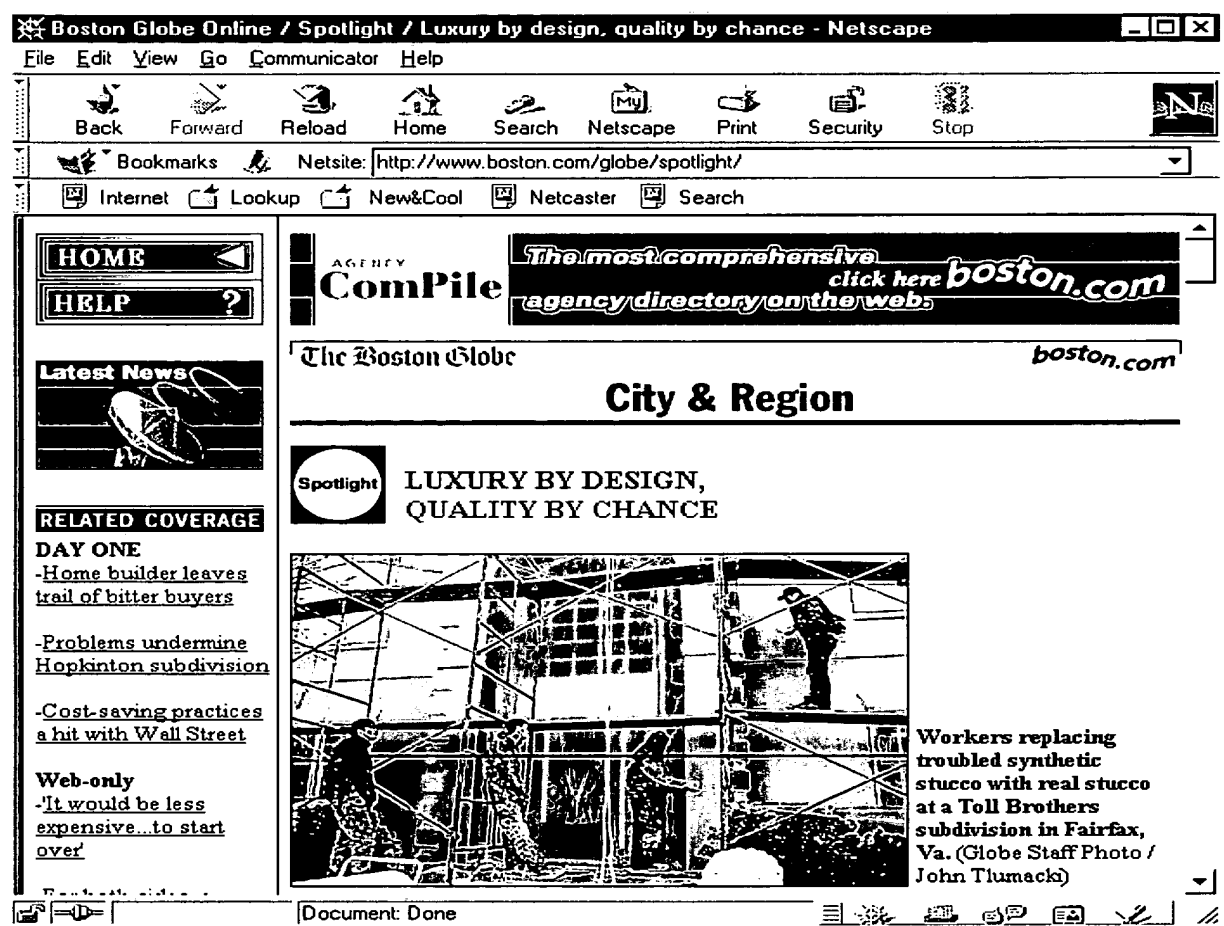 Boston Globe Online / Spotlight / Luxury by design, quality by chance - Netscape
File Edit View Go Communicator Help
My
N
Back Forward Reload Home Search Netscape Print Security Stop
Bookmarks Netsite: http://www.boston.com/globe/spotlight/
Internet Lookup New&Cool Netcaster Search
HOME
HELP ?
AGENCY
ComPile
The most comprehensive
click here boston.com
agency directory on the web.
The Boston Globe boston.com
City & Region
Latest News
Spotlight
LUXURY BY DESIGN,
QUALITY BY CHANCE
RELATED COVERAGE
DAY ONE
-Home builder leaves
trail of bitter buyers
-Problems undermine
Hopkinton subdivision
-Cost-saving practices
a hit with Wall Street
Web-only
-'It would be less
expensive...to start
over'
Workers replacing
troubled synthetic
stucco with real stucco
at a Toll Brothers
subdivision in Fairfax,
Va. (Globe Staff Photo /
John Tlumacki)
Document: Done